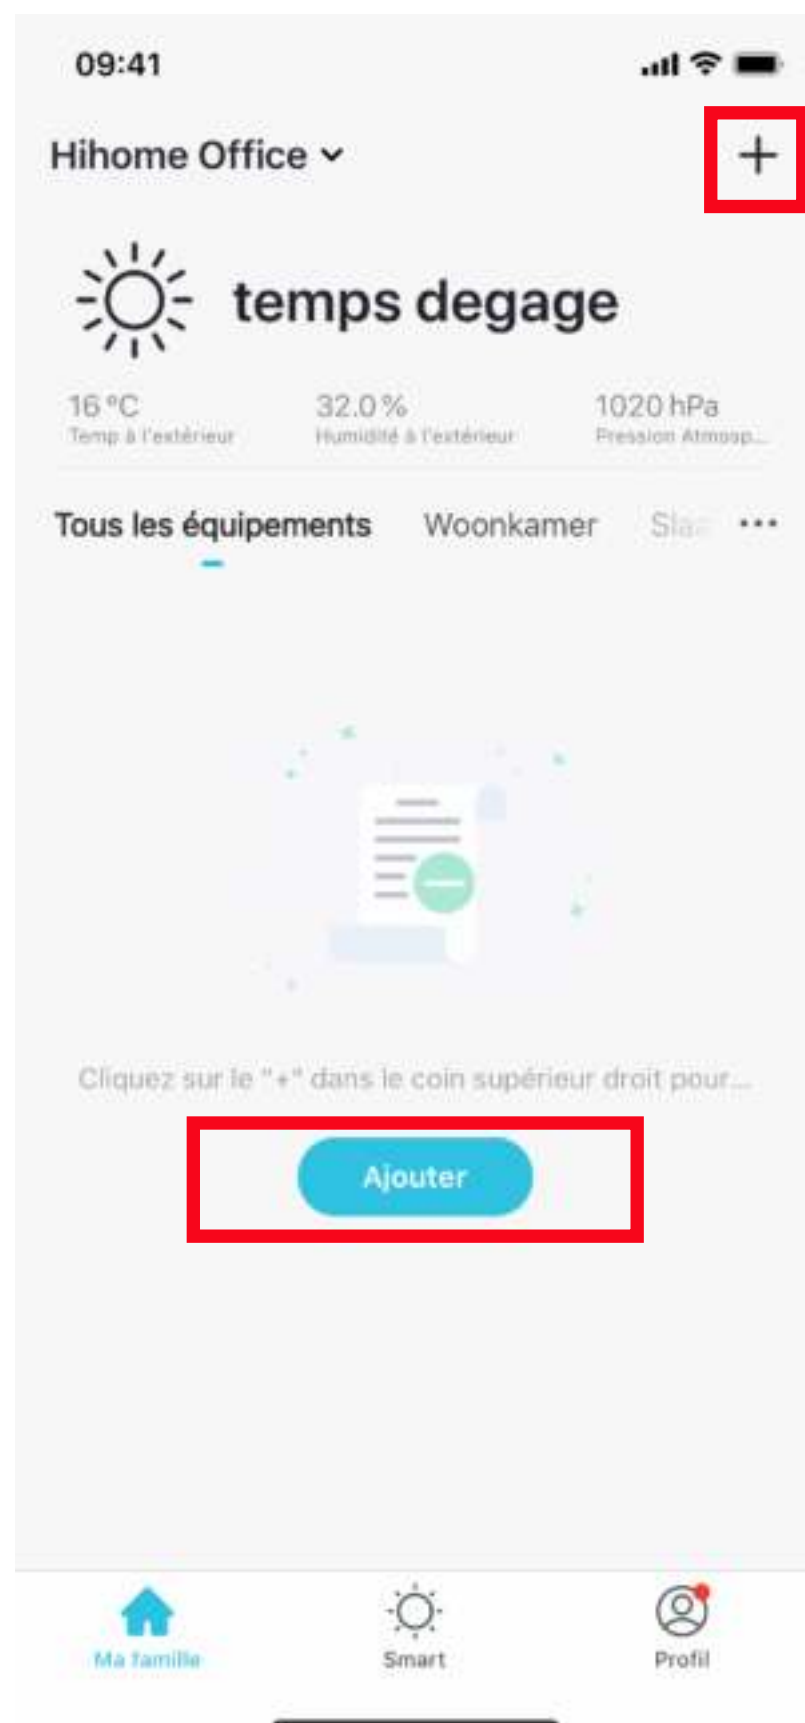 09:41
Hihome Office
temps degage
16 °C 32.0 % 1020 hPa
Temp à l'extérieur Humidité à l'extérieur Pression Atmosp...
Tous les équipements Woonkamer Slaa
Cliquez sur le "+" dans le coin supérieur droit pour...
Ajouter
Ma famille Smart Profil